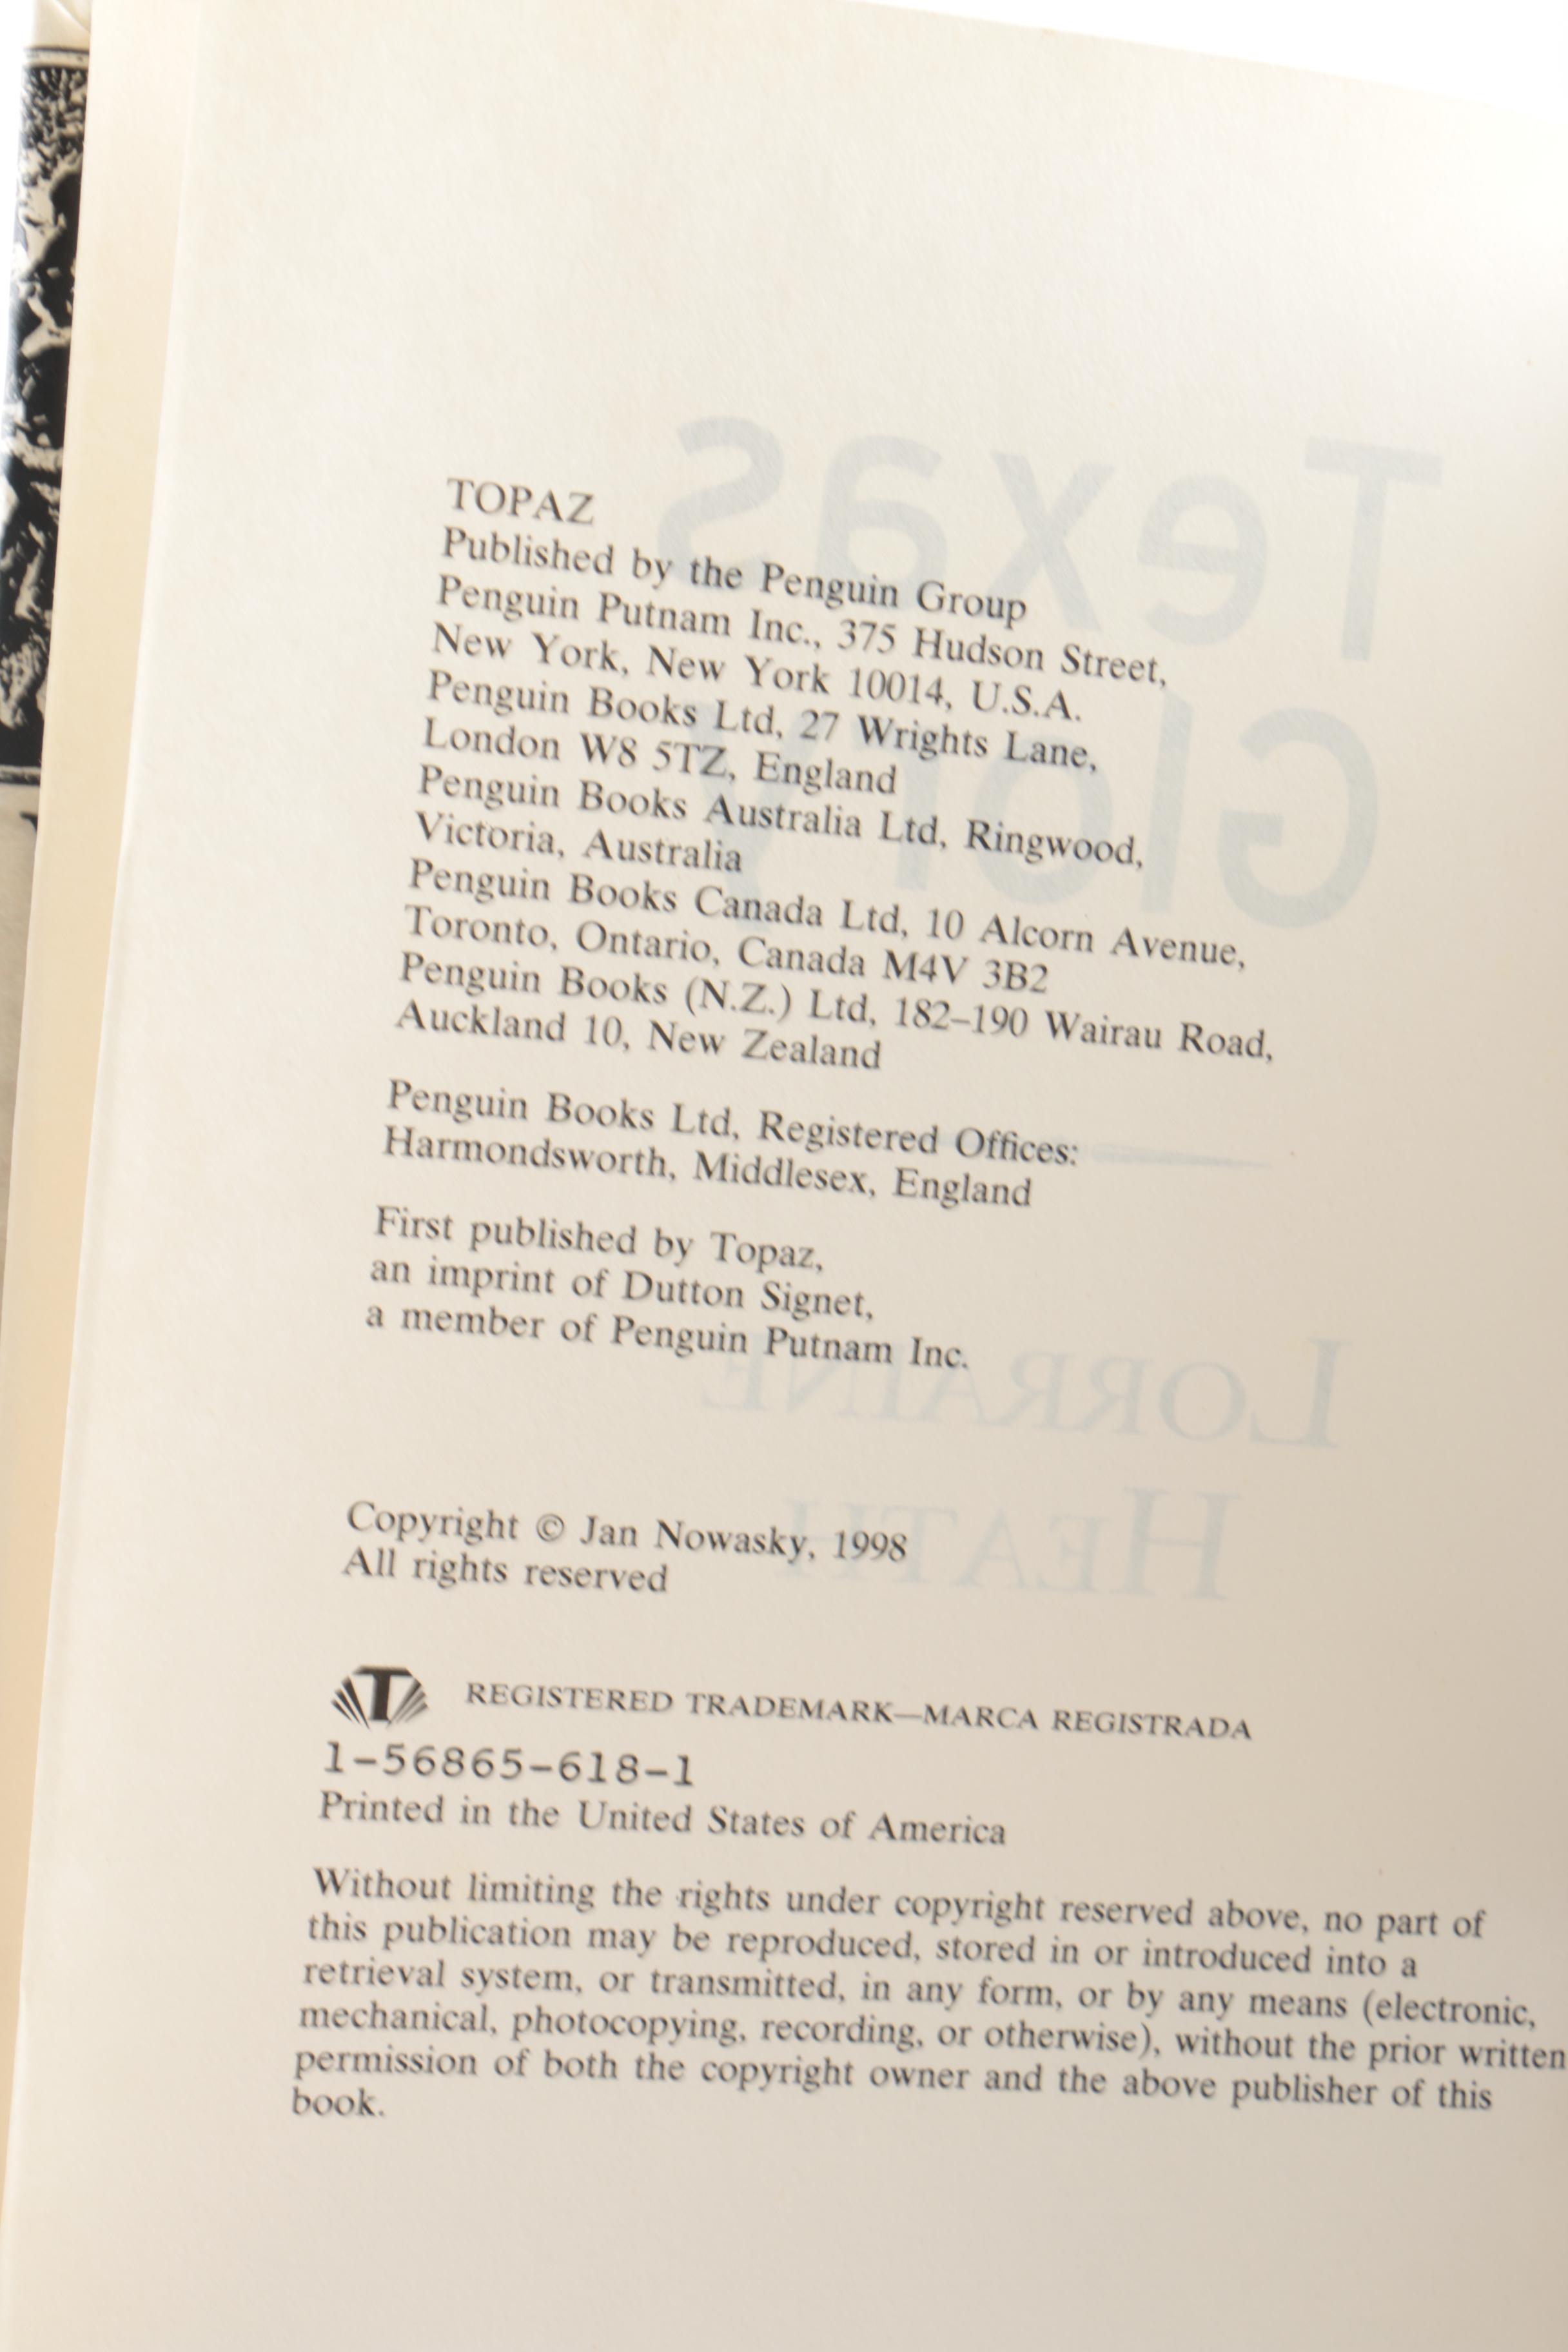 TOPAZ
Published by the Penguin Group
Penguin Putnam Inc., 375 Hudson Street,
New York, New York 10014, U.S.A.
Penguin Books Ltd, 27 Wrights Lane,
London W8 5TZ, England
Penguin Books Australia Ltd, Ringwood,
Victoria, Australia
Penguin Books Canada Ltd, 10 Alcorn Avenue,
Toronto, Ontario, Canada M4V 3B2
Penguin Books (N.Z.) Ltd, 182–190 Wairau Road,
Auckland 10, New Zealand
Penguin Books Ltd, Registered Offices:
Harmondsworth, Middlesex, England
First published by Topaz,
an imprint of Dutton Signet,
a member of Penguin Putnam Inc.
Copyright © Jan Nowasky, 1998
All rights reserved
T REGISTERED TRADEMARK—MARCA REGISTRADA
1-56865-618-1
Printed in the United States of America
Without limiting the rights under copyright reserved above, no part of
this publication may be reproduced, stored in or introduced into a
retrieval system, or transmitted, in any form, or by any means (electronic,
mechanical, photocopying, recording, or otherwise), without the prior written
permission of both the copyright owner and the above publisher of this
book.
Texas
Glory
LORRAINE
HEATH